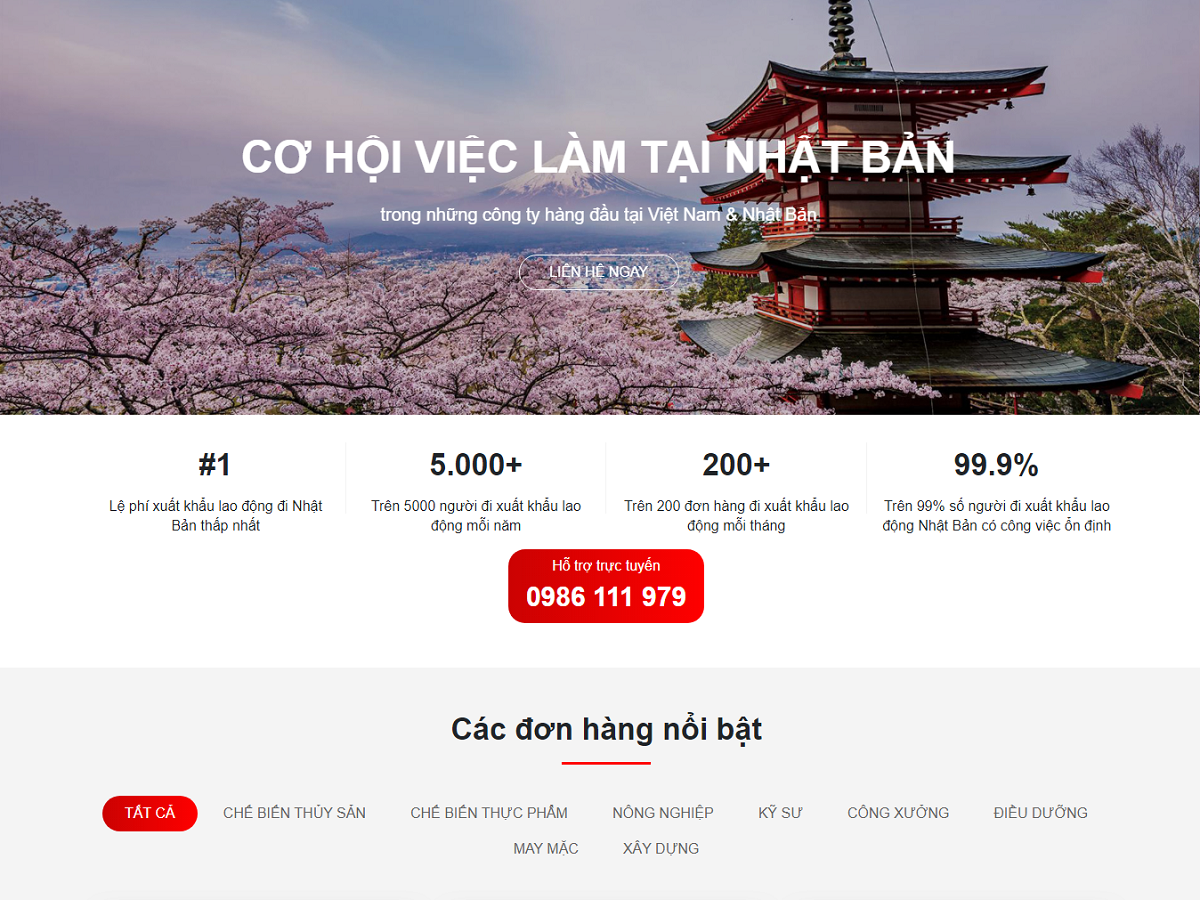 CƠ HỘI VIỆC LÀM TẠI NHẬT BẢN
trong những công ty hàng đầu tại Việt Nam & Nhật Bản.
LIÊN HỆ NGAY
#1
Lệ phí xuất khẩu lao động đi Nhật
Bản thấp nhất
5.000+
Trên 5000 người đi xuất khẩu lao
động mỗi năm
200+
Trên 200 đơn hàng đi xuất khẩu lao
động mỗi tháng
99.9%
Trên 99% số người đi xuất khẩu lao
động Nhật Bản có công việc ổn định
Hỗ trợ trực tuyến
0986 111 979
Các đơn hàng nổi bật
TẤT CẢ
CHẾ BIẾN THỦY SẢN
CHẾ BIẾN THỰC PHẨM
NÔNG NGHIỆP
KỸ SƯ
CÔNG XƯỞNG
ĐIỀU DƯỠNG
MAY MẶC
XÂY DỰNG